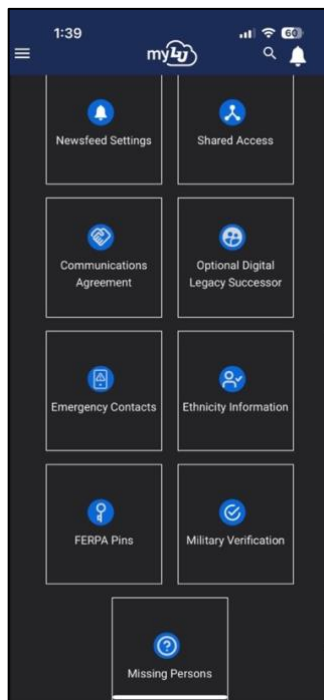 1:39
60
myLU
Newsfeed Settings
Shared Access
Communications
Agreement
Optional Digital
Legacy Successor
Emergency Contacts
Ethnicity Information
FERPA Pins
Military Verification
Missing Persons